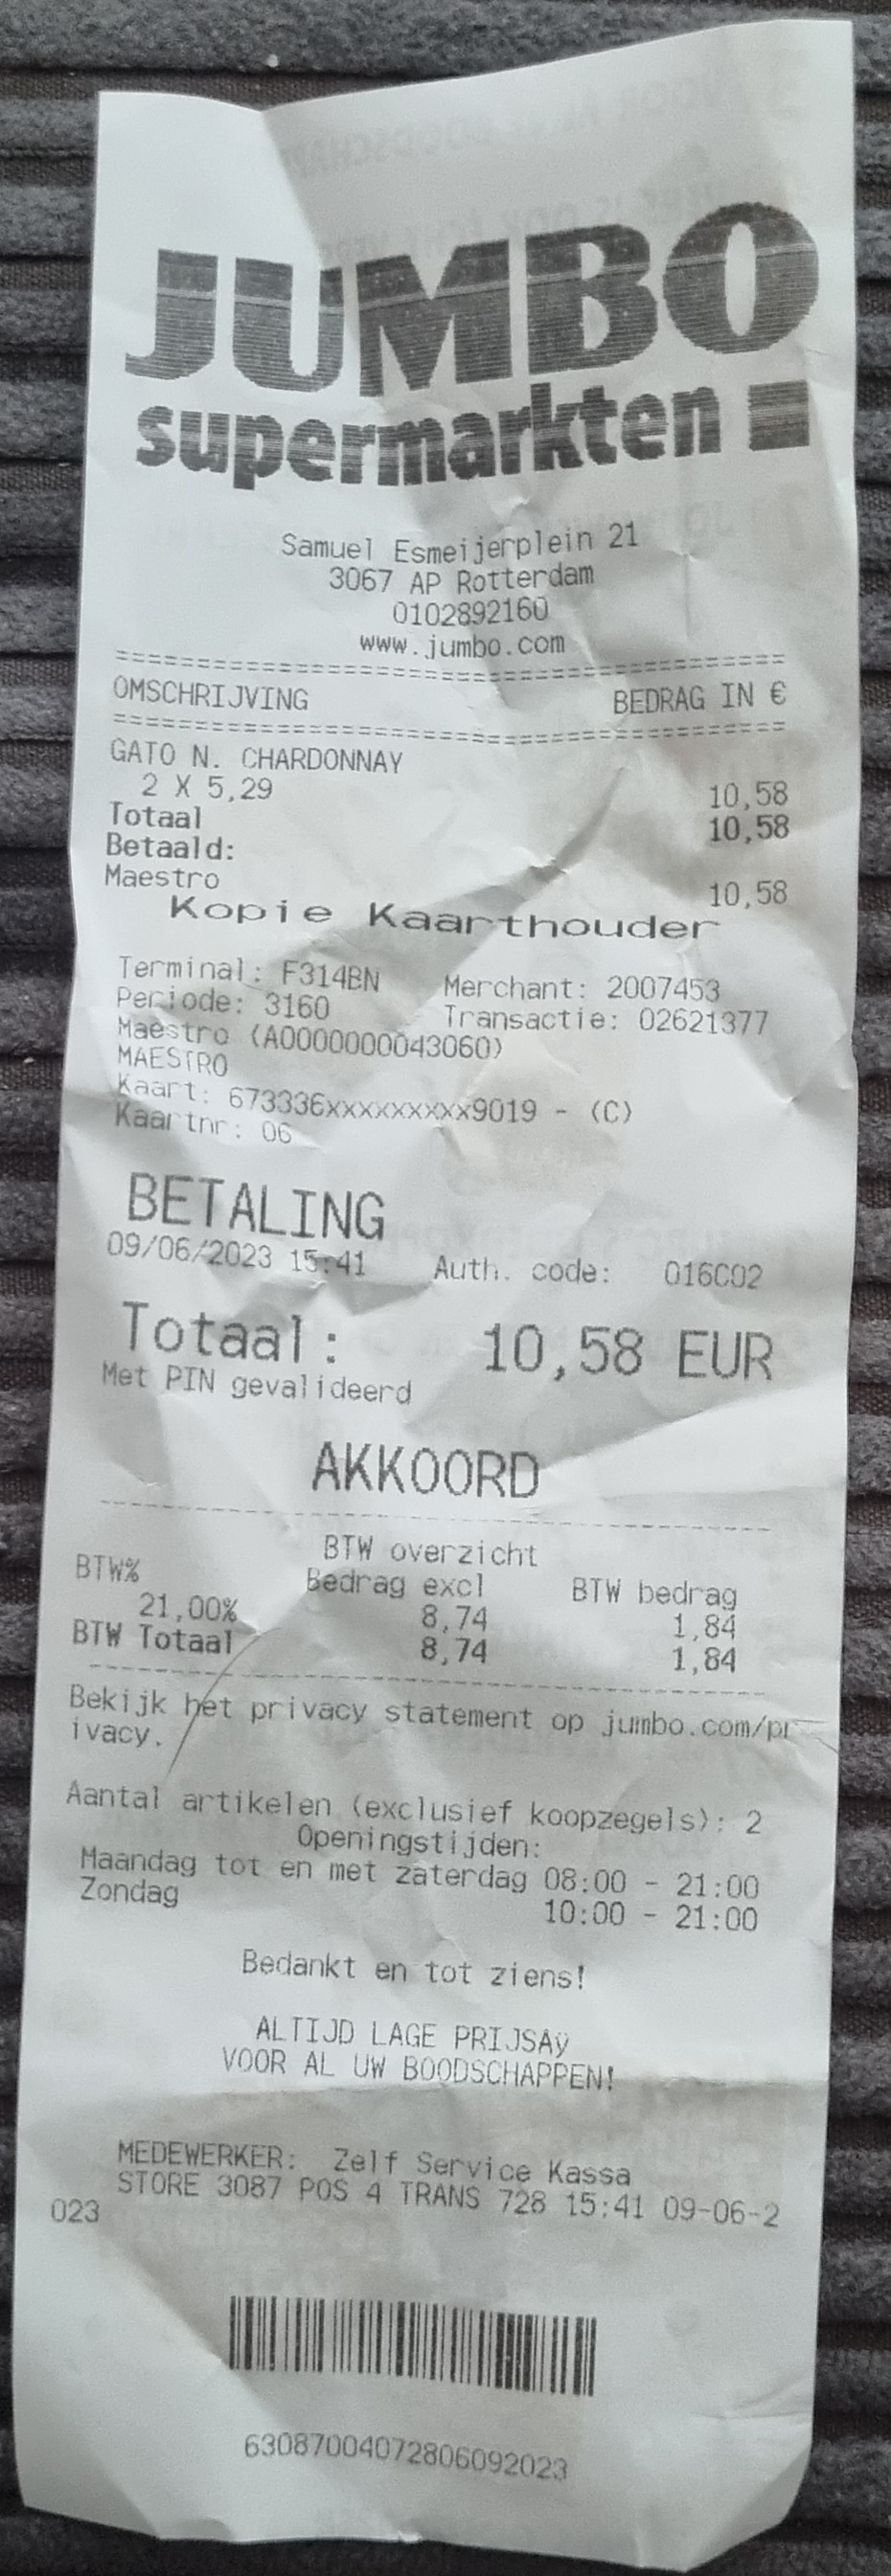 JUMBO
supermarkten
Samuel Esmeijerplein 21
3067 AP Rotterdam
0102892160
www.jumbo.com
================================================
OMSCHRIJVING BEDRAG IN €
================================================
GATO N. CHARDONNAY
2 X 5,29 10,58
Totaal 10,58
Betaald:
Maestro 10,58
Kopie Kaarthouder
Terminal: F314BN Merchant: 2007453
Periode: 3160 Transactie: 02621377
Maestro (A0000000043060)
MAESTRO
Kaart: 673336xxxxxxxxx9019 - (C)
Kaartnr: 06
BETALING
09/06/2023 15:41 Auth. code: 016C02
Totaal: 10,58 EUR
Met PIN gevalideerd
AKKOORD
BTW overzicht
BTW% Bedrag excl BTW bedrag
21,00% 8,74 1,84
BTW Totaal 8,74 1,84
Bekijk het privacy statement op jumbo.com/pr
ivacy.
Aantal artikelen (exclusief koopzegels): 2
Openingstijden:
Maandag tot en met zaterdag 08:00 - 21:00
Zondag 10:00 - 21:00
Bedankt en tot ziens!
ALTIJD LAGE PRIJSAÿ
VOOR AL UW BOODSCHAPPEN!
MEDEWERKER: Zelf Service Kassa
STORE 3087 POS 4 TRANS 728 15:41 09-06-2
023
63087004072806092023